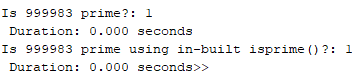 Is 999983 prime?: 1
 Duration: 0.000 seconds
Is 999983 prime using in-built isprime()?: 1
 Duration: 0.000 seconds>>